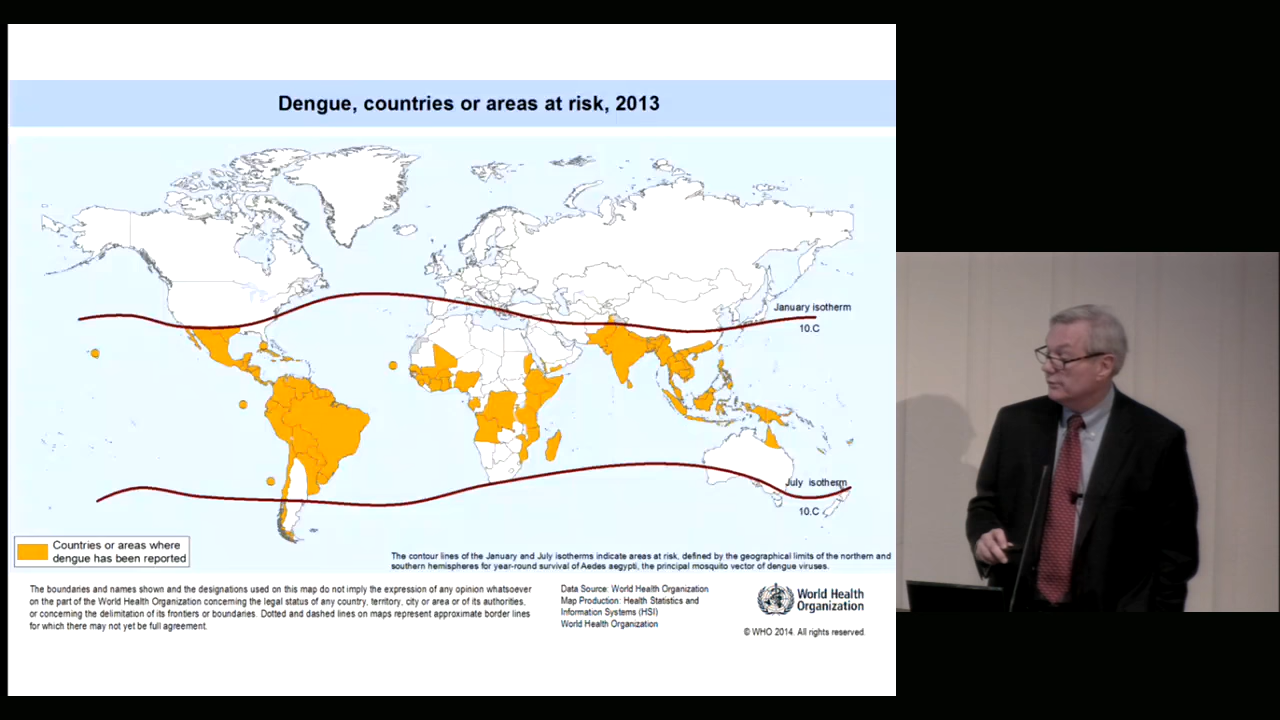 Dengue, countries or areas at risk, 2013
January isotherm
10.C
July isotherm
10.C
Countries or areas where
dengue has been reported
The contour lines of the January and July isotherms indicate areas at risk, defined by the geographical limits of the northern and
southern hemispheres for year-round survival of Aedes aegypti, the principal mosquito vector of dengue viruses.
The boundaries and names shown and the designations used on this map do not imply the expression of any opinion whatsoever
on the part of the World Health Organization concerning the legal status of any country, territory, city or area or of its authorities,
or concerning the delimitation of its frontiers or boundaries. Dotted and dashed lines on maps represent approximate border lines
for which there may not yet be full agreement.
Data Source: World Health Organization
Map Production: Health Statistics and
Information Systems (HSI)
World Health Organization
World Health
Organization
© WHO 2014. All rights reserved.